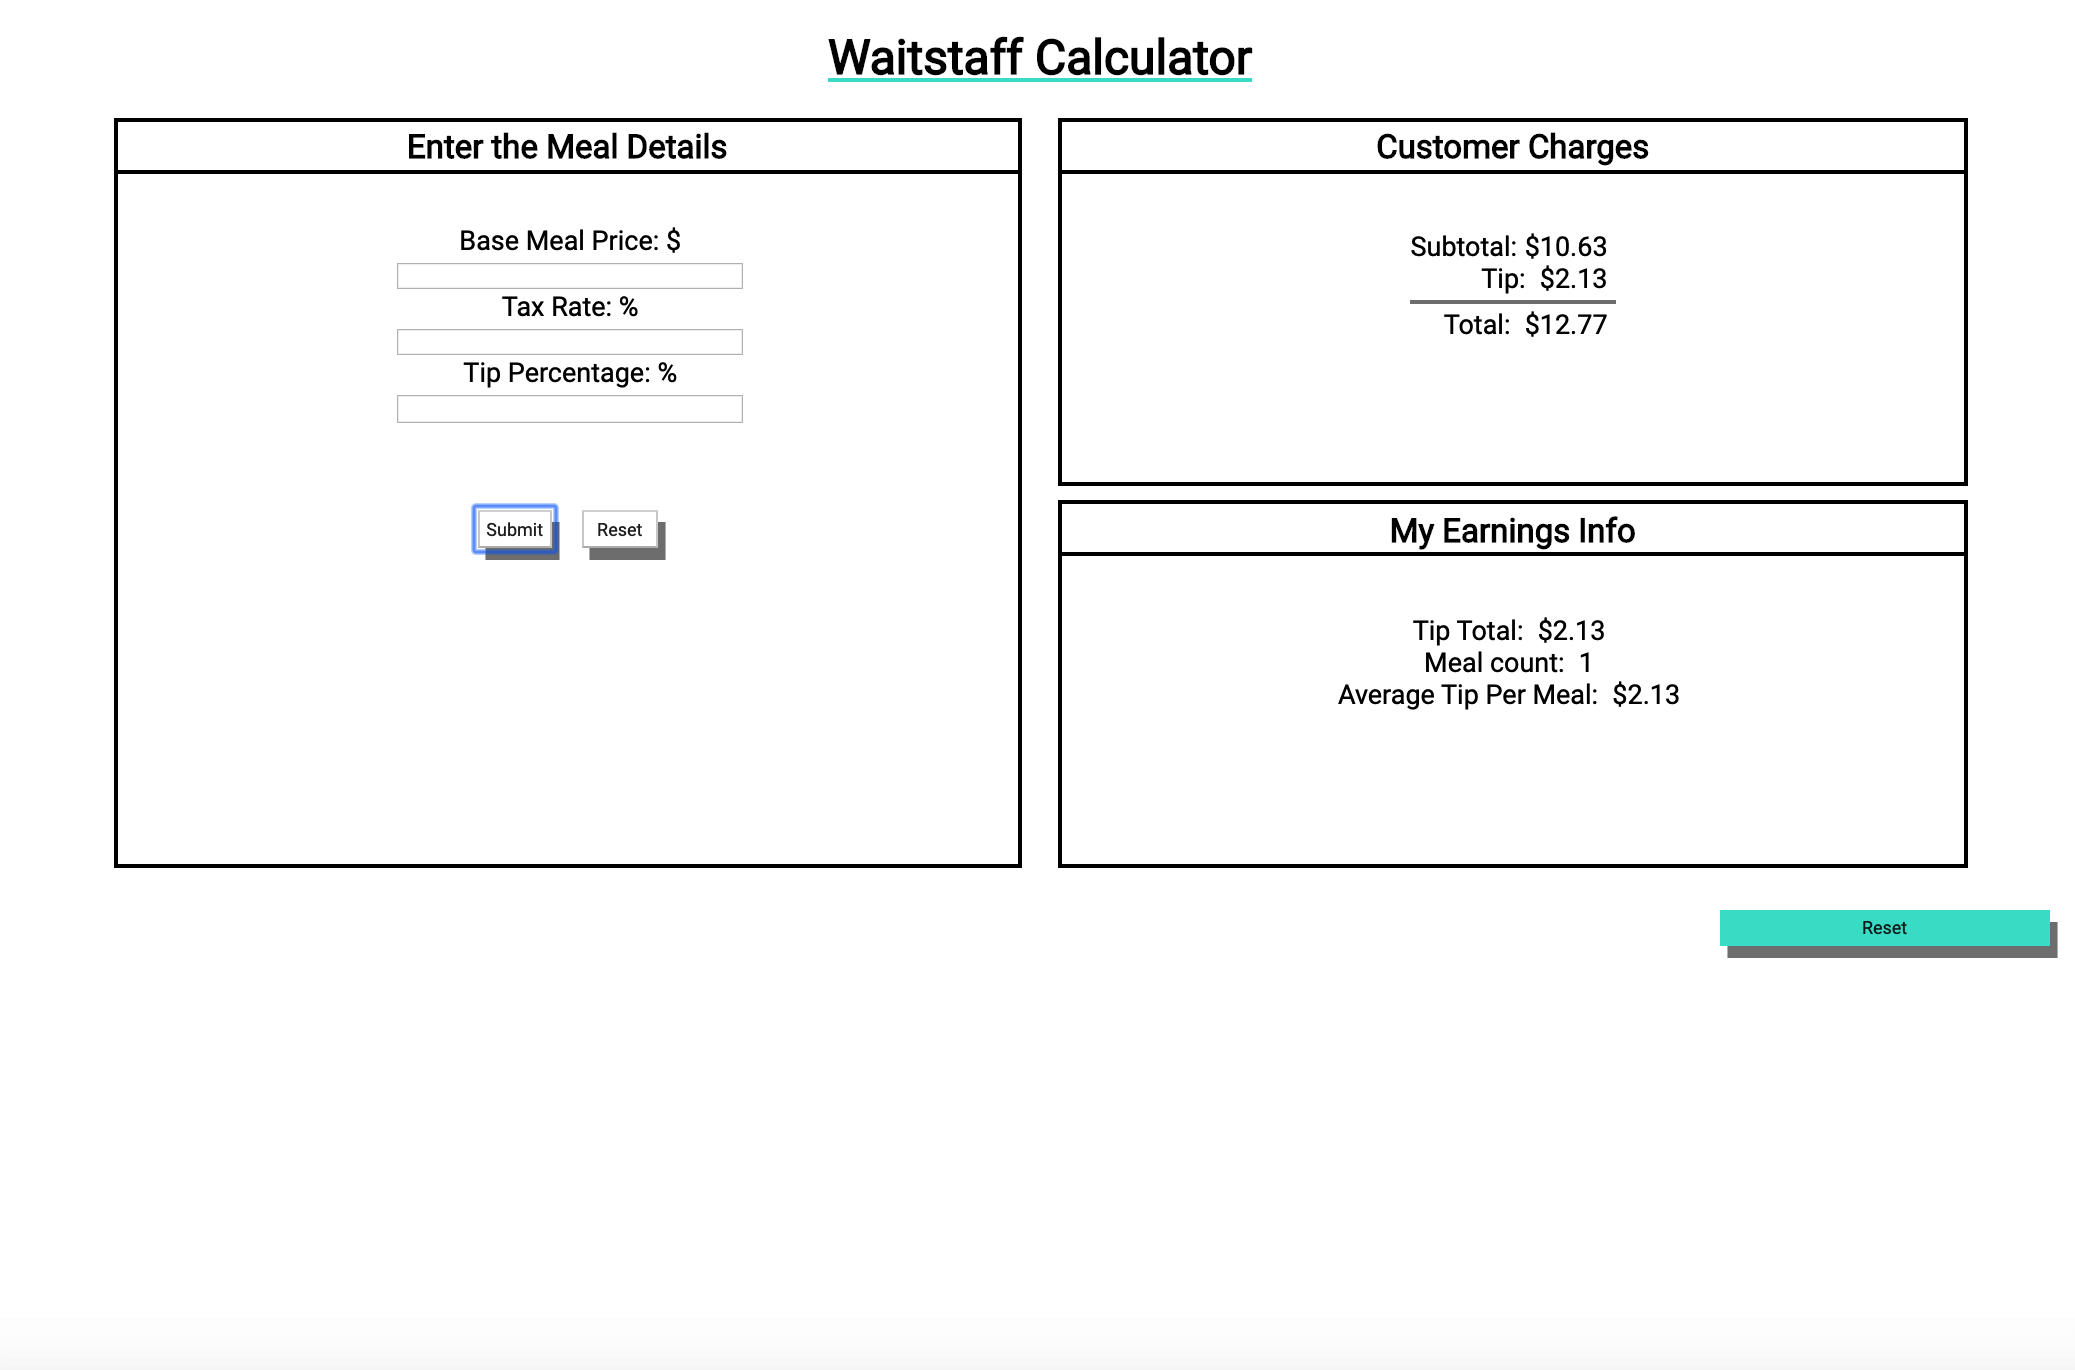 Waitstaff Calculator
Enter the Meal Details
Base Meal Price: $
Tax Rate: %
Tip Percentage: %
Submit
Reset
Customer Charges
Subtotal: $10.63
Tip: $2.13
Total: $12.77
My Earnings Info
Tip Total: $2.13
Meal count: 1
Average Tip Per Meal: $2.13
Reset